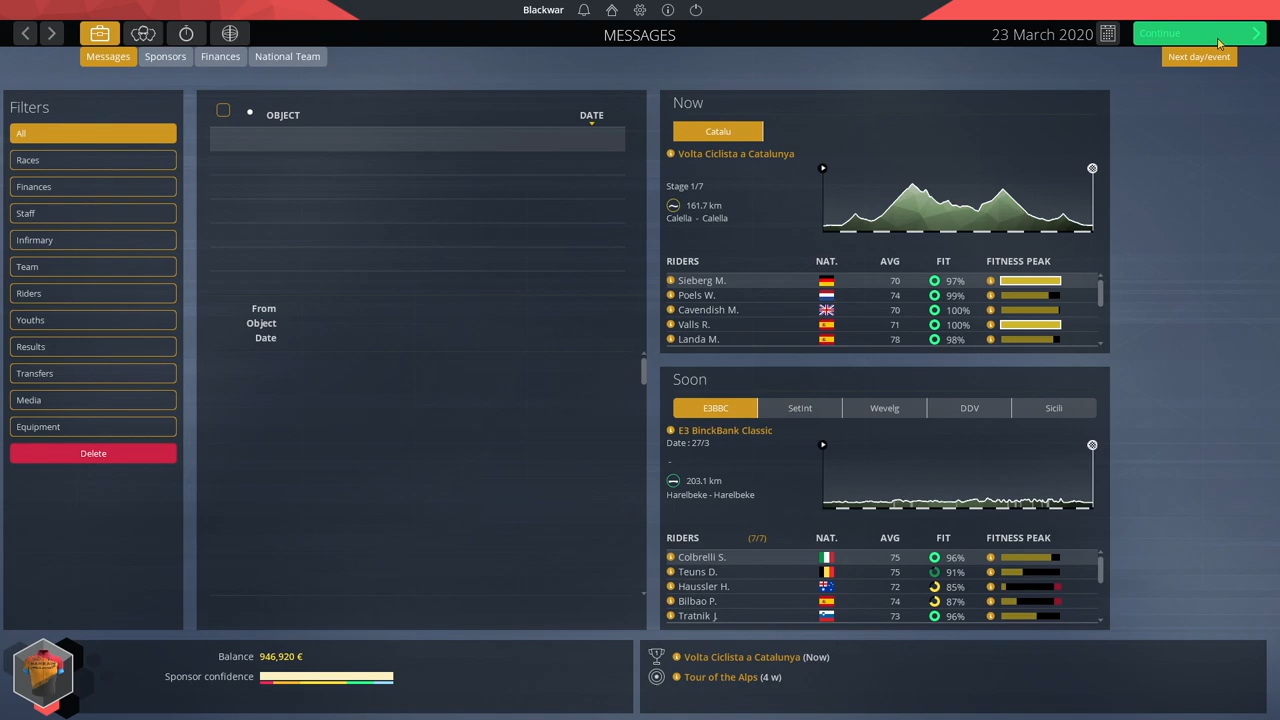 Blackwar
MESSAGES
23 March 2020
Continue
Next day/event
Messages
Sponsors
Finances
National Team
Filters
All
Races
Finances
Staff
Infirmary
Team
Riders
Youths
Results
Transfers
Media
Equipment
Delete
OBJECT DATE
From
Object
Date
Now
Catalu
Volta Ciclista a Catalunya
Stage 1/7
161.7 km
Calella - Calella
RIDERS NAT. AVG FIT FITNESS PEAK
Sieberg M. 70 97%
Poels W. 74 99%
Cavendish M. 70 100%
Valls R. 71 100%
Landa M. 78 98%
Soon
E3BBC SetInt Wevelg DDV Sicili
E3 BinckBank Classic
Date : 27/3
-
203.1 km
Harelbeke - Harelbeke
RIDERS (7/7) NAT. AVG FIT FITNESS PEAK
Colbrelli S. 75 96%
Teuns D. 75 91%
Haussler H. 72 85%
Bilbao P. 74 87%
Tratnik J. 73 96%
Balance 946,920 €
Sponsor confidence
Volta Ciclista a Catalunya (Now)
Tour of the Alps (4 w)